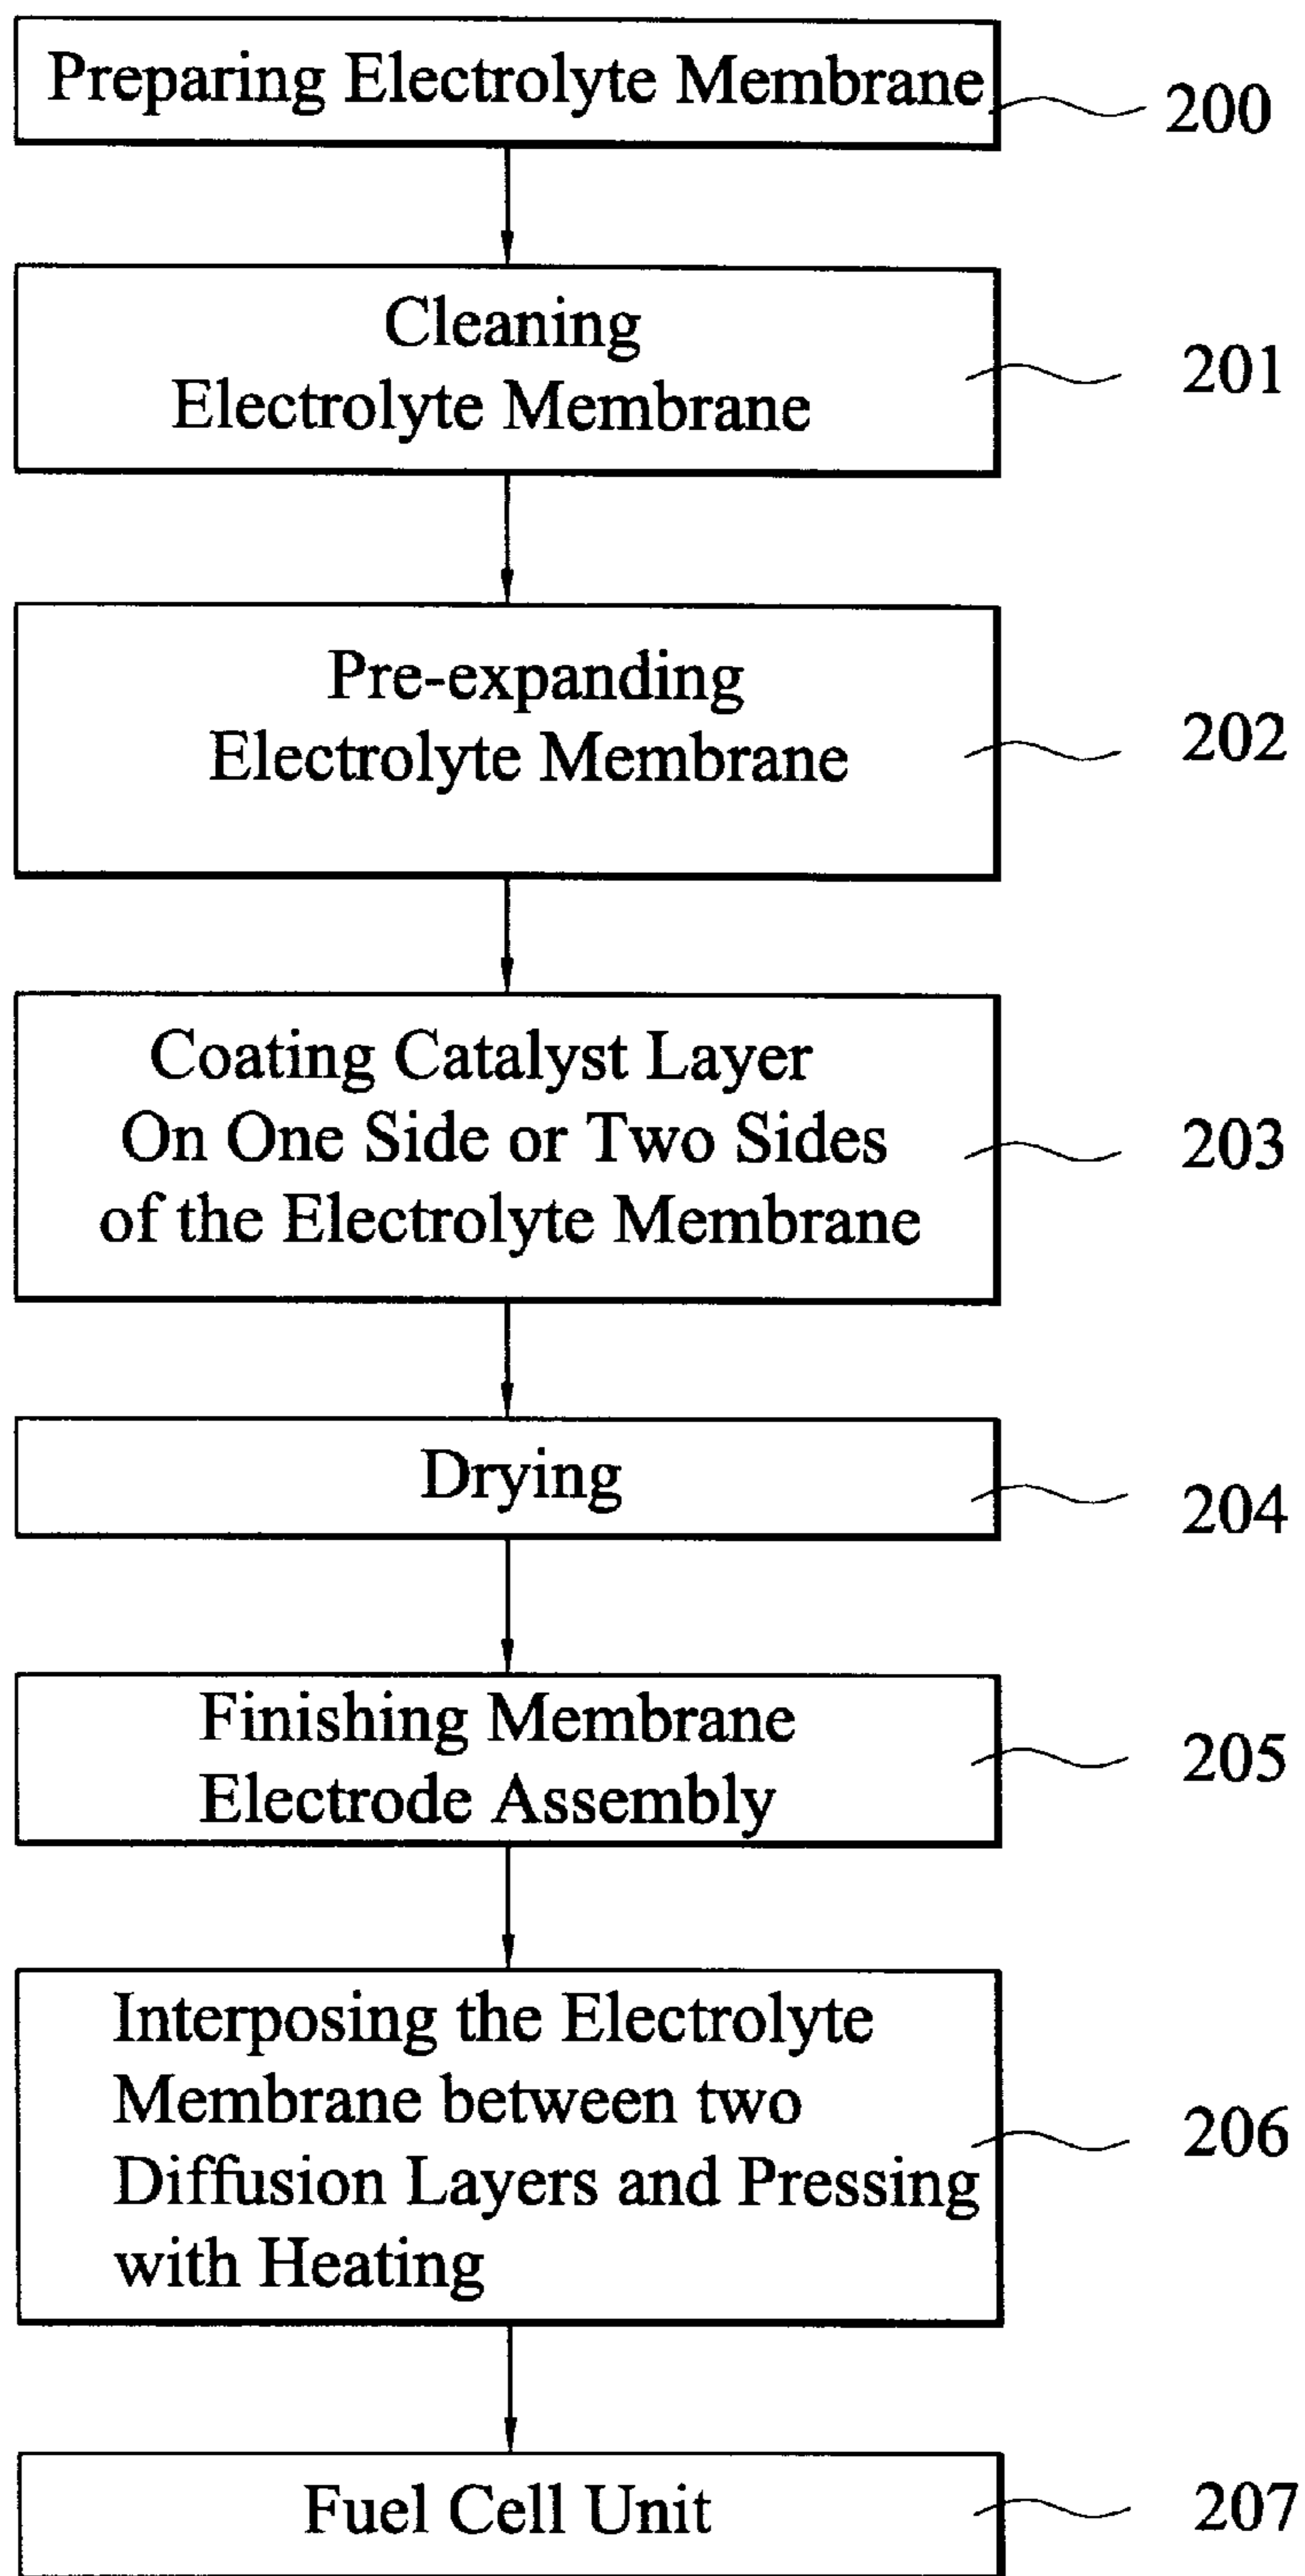 Preparing Electrolyte Membrane
200
Cleaning
Electrolyte Membrane
201
Pre-expanding
Electrolyte Membrane
202
Coating Catalyst Layer
On One Side or Two Sides
of the Electrolyte Membrane
203
Drying
204
Finishing Membrane
Electrode Assembly
205
Interposing the Electrolyte
Membrane between two
Diffusion Layers and Pressing
with Heating
206
Fuel Cell Unit
207